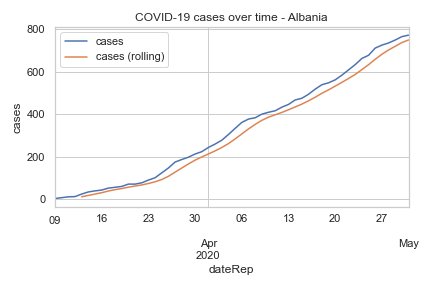 COVID-19 cases over time - Albania
cases
cases (rolling)
cases
800
600
400
200
0
09 16 23 30 06 13 20 27
Apr May
2020
dateRep